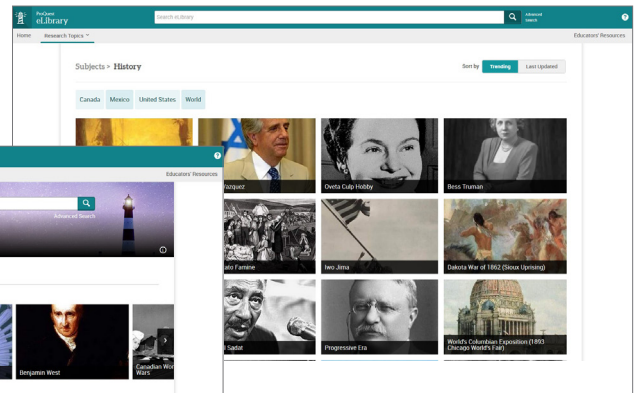 ProQuest
eLibrary
Search eLibrary
Advanced
Search
?
Home
Research Topics
Educators' Resources
Subjects » History
Sort by
Trending
Last Updated
Canada
Mexico
United States
World
Vazquez
Oveta Culp Hobby
Bess Truman
ato Famine
Iwo Jima
Dakota War of 1862 (Sioux Uprising)
l Sadat
Progressive Era
World's Columbian Exposition (1893
Chicago World's Fair)
?
Educators' Resources
Advanced Search
Benjamin West
Canadian Wor
Wars